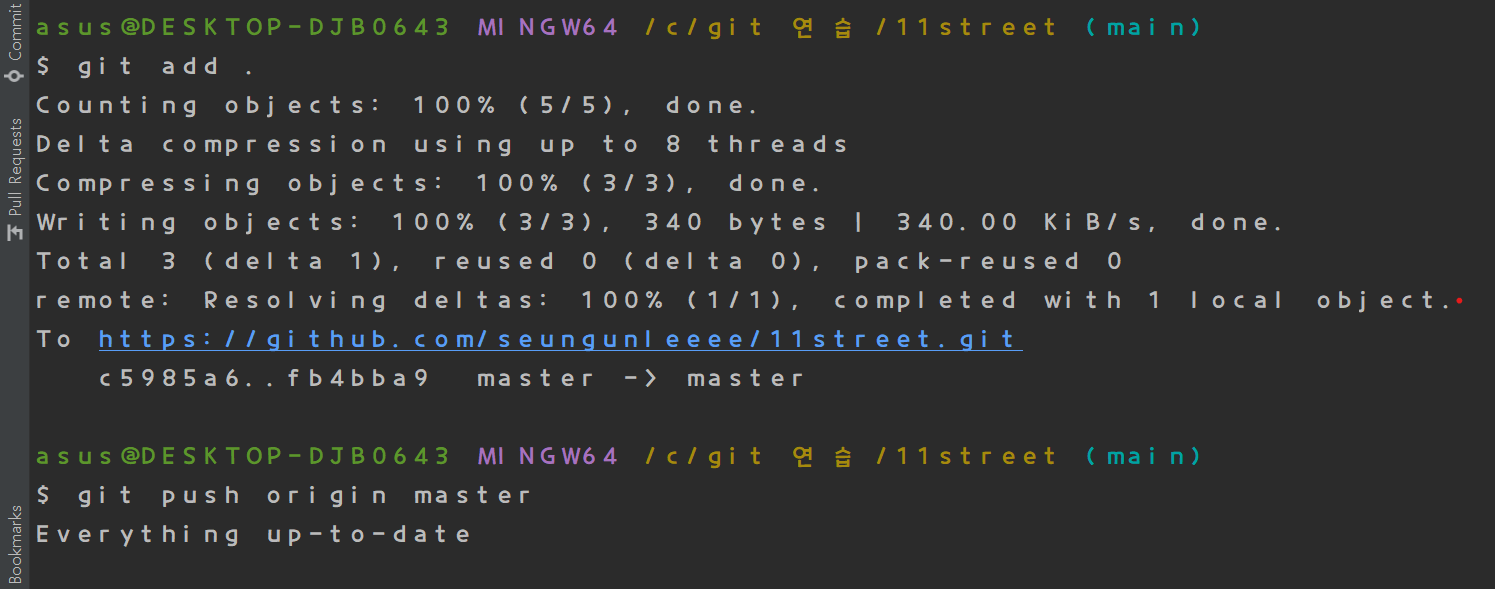 Commit
Pull Requests
Bookmarks
asus@DESKTOP-DJB0643 MINGW64 /c/git 연습/11street (main)
$ git add .
Counting objects: 100% (5/5), done.
Delta compression using up to 8 threads
Compressing objects: 100% (3/3), done.
Writing objects: 100% (3/3), 340 bytes | 340.00 KiB/s, done.
Total 3 (delta 1), reused 0 (delta 0), pack-reused 0
remote: Resolving deltas: 100% (1/1), completed with 1 local object.
To https://github.com/seungunleeee/11street.git
c5985a6..fb4bba9  master -> master
asus@DESKTOP-DJB0643 MINGW64 /c/git 연습/11street (main)
$ git push origin master
Everything up-to-date